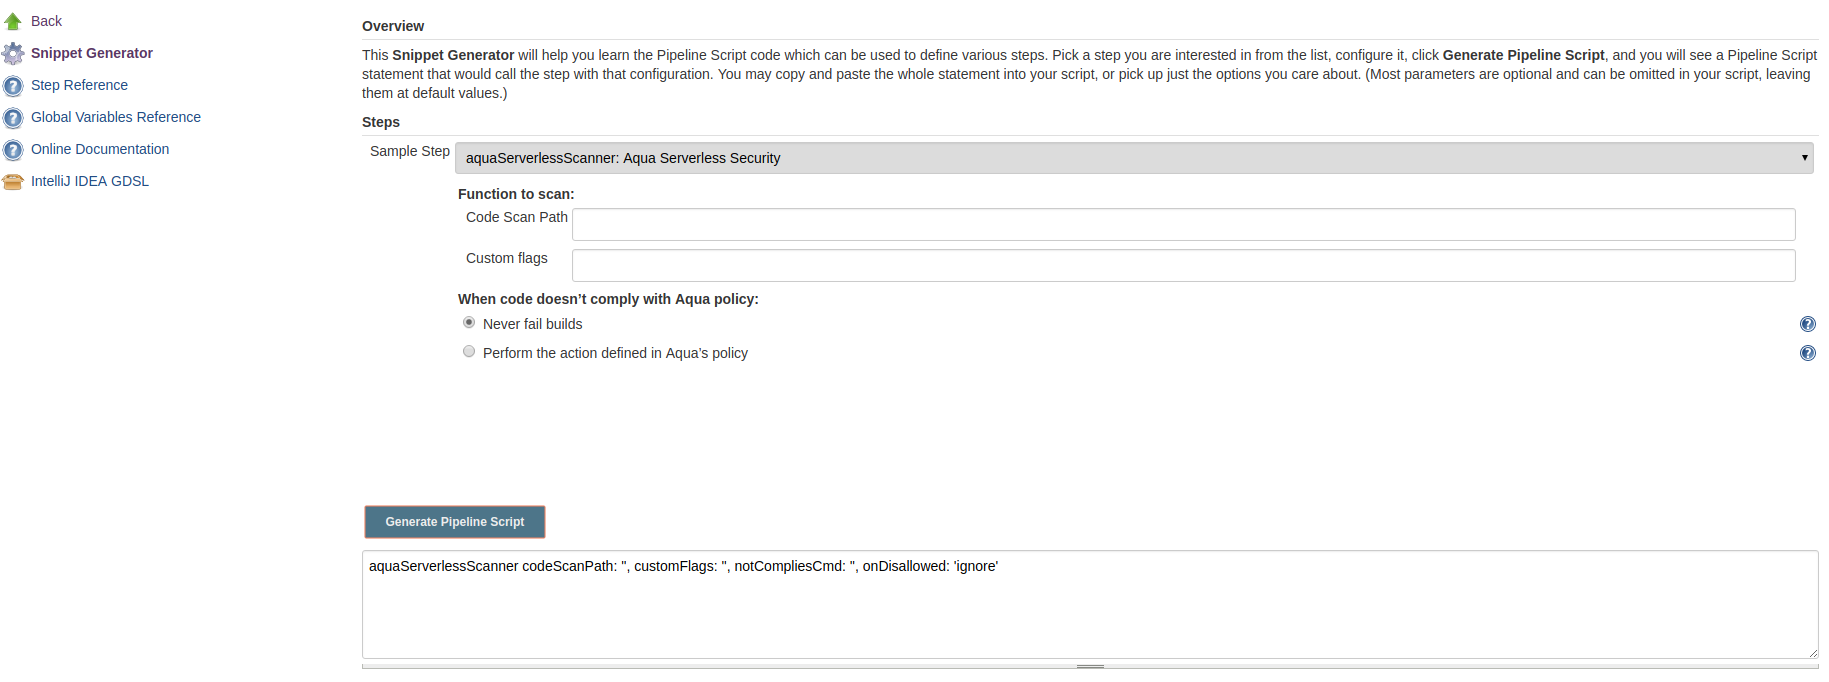 Back
Snippet Generator
Step Reference
Global Variables Reference
Online Documentation
IntelliJ IDEA GDSL
Overview
This Snippet Generator will help you learn the Pipeline Script code which can be used to define various steps. Pick a step you are interested in from the list, configure it, click Generate Pipeline Script, and you will see a Pipeline Script
statement that would call the step with that configuration. You may copy and paste the whole statement into your script, or pick up just the options you care about. (Most parameters are optional and can be omitted in your script, leaving
them at default values.)
Steps
Sample Step
aquaServerlessScanner: Aqua Serverless Security
Function to scan:
Code Scan Path
Custom flags
When code doesn’t comply with Aqua policy:
Never fail builds
Perform the action defined in Aqua’s policy
Generate Pipeline Script
aquaServerlessScanner codeScanPath: '', customFlags: '', notCompliesCmd: '', onDisallowed: 'ignore'